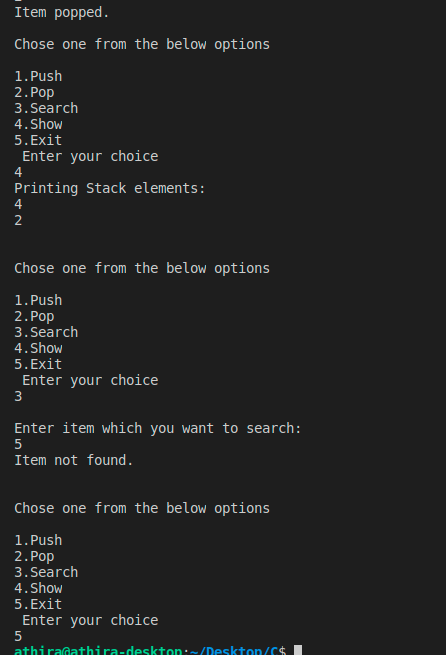 Item popped.
Chose one from the below options
1.Push
2.Pop
3.Search
4.Show
5.Exit
Enter your choice
4
Printing Stack elements:
4
2
Chose one from the below options
1.Push
2.Pop
3.Search
4.Show
5.Exit
Enter your choice
3
Enter item which you want to search:
5
Item not found.
Chose one from the below options
1.Push
2.Pop
3.Search
4.Show
5.Exit
Enter your choice
5
athira@athira-desktop:~/Desktop/C$